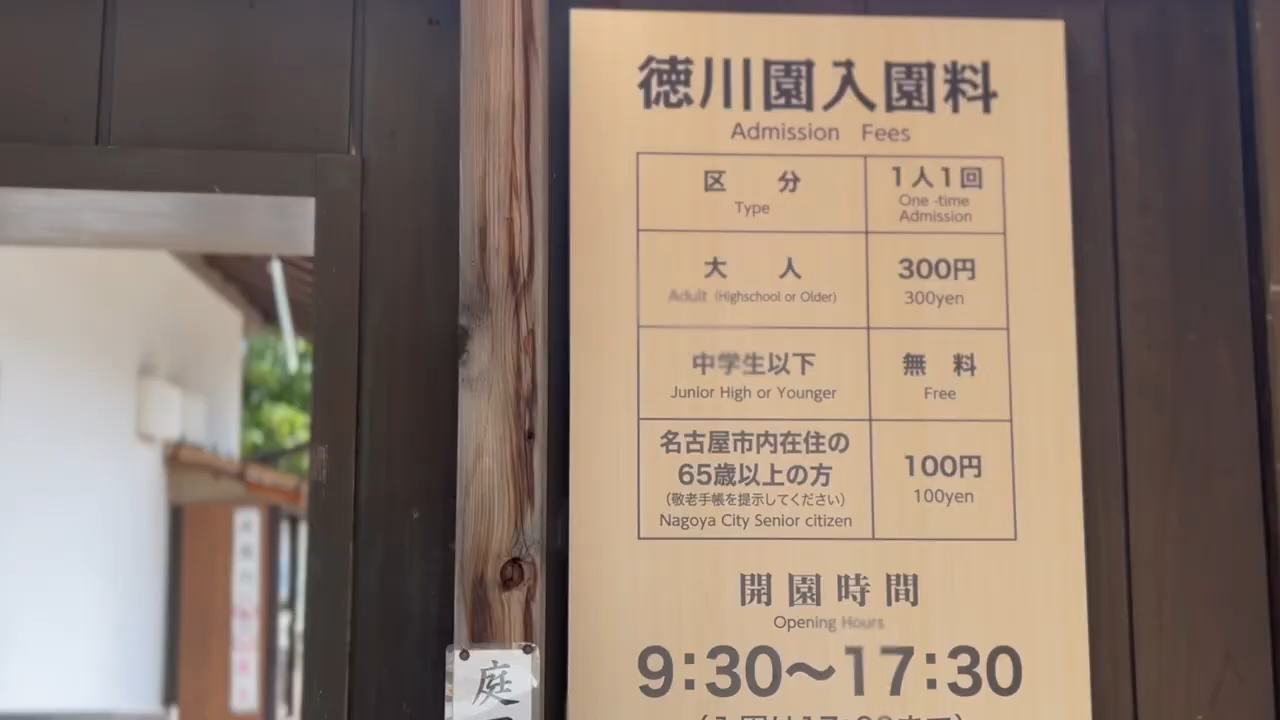 徳川園入園料
Admission Fees
区 分
Type
1人1回
One -time
Admission
大 人
Adult (Highschool or Older)
300円
300yen
中学生以下
Junior High or Younger
無 料
Free
名古屋市内在住の
65歳以上の方
(敬老手帳を提示してください)
Nagoya City Senior citizen
100円
100yen
開園時間
Opening Hours
9:30～17:30
庭